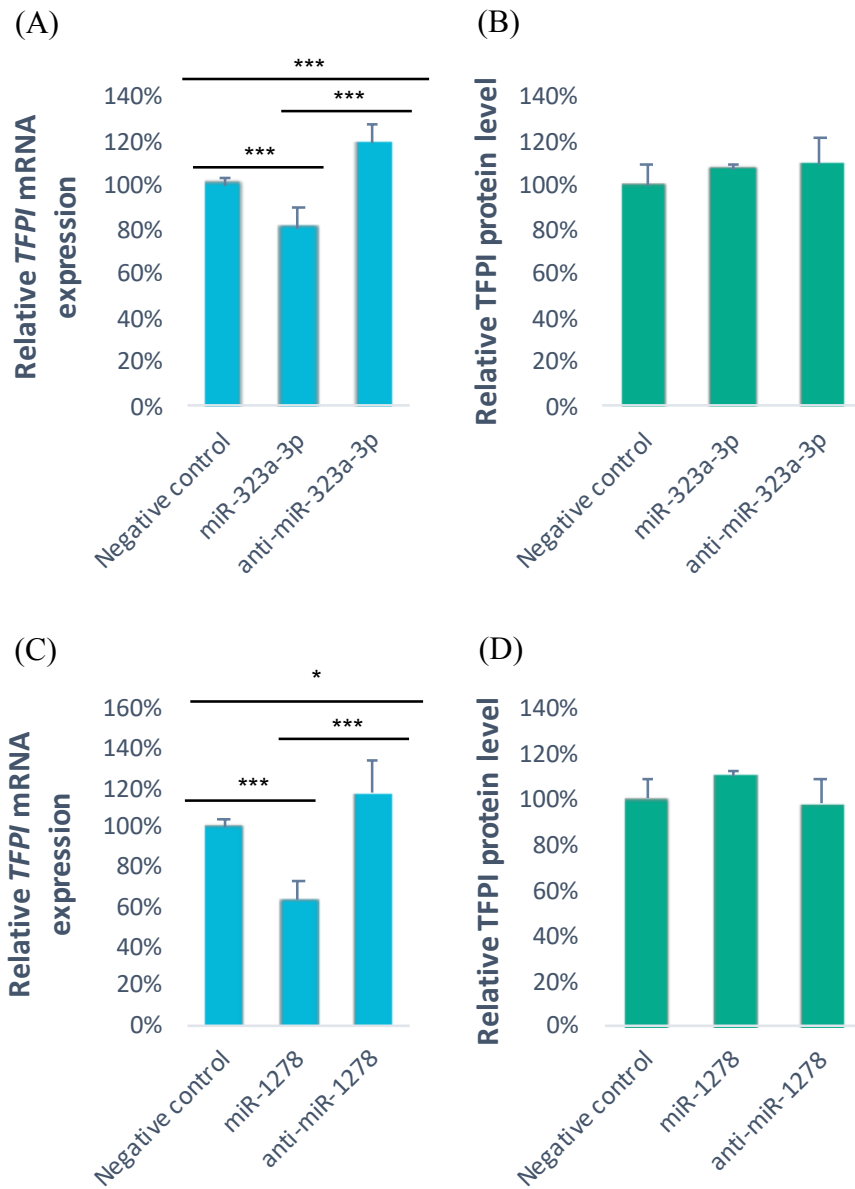 (A)
Relative TFPI mRNA
expression
140%
120%
100%
80%
60%
40%
20%
0%
***
***
***
Negative control
miR-323a-3p
anti-miR-323a-3p
(B)
Relative TFPI protein level
140%
120%
100%
80%
60%
40%
20%
0%
Negative control
miR-323a-3p
anti-miR-323a-3p
(C)
Relative TFPI mRNA
expression
160%
140%
120%
100%
80%
60%
40%
20%
0%
*
***
***
Negative control
miR-1278
anti-miR-1278
(D)
Relative TFPI protein level
140%
120%
100%
80%
60%
40%
20%
0%
Negative control
miR-1278
anti-miR-1278